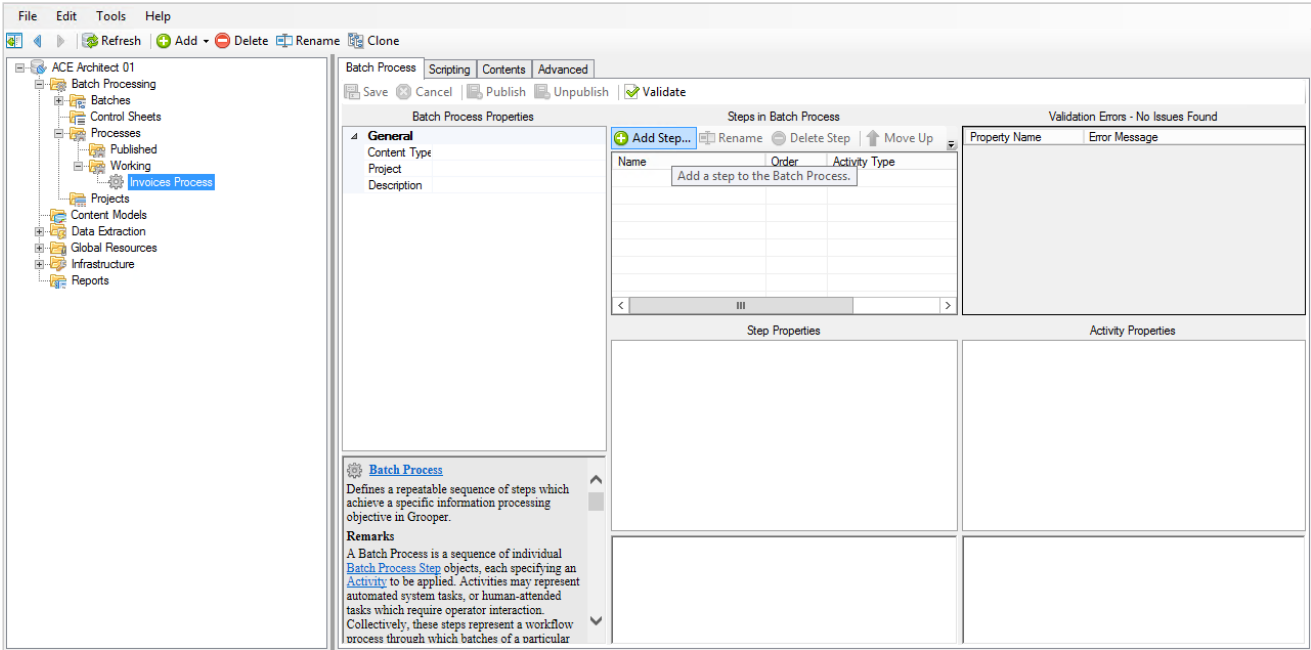 File Edit Tools Help
Refresh Add Delete Rename Clone
ACE Architect 01
Batch Processing
Batches
Control Sheets
Processes
Published
Working
Invoices Process
Projects
Content Models
Data Extraction
Global Resources
Infrastructure
Reports
Batch Process Scripting Contents Advanced
Save Cancel Publish Unpublish Validate
Batch Process Properties
General
Content Type
Project
Description
Batch Process
Defines a repeatable sequence of steps which
achieve a specific information processing
objective in Grooper.
Remarks
A Batch Process is a sequence of individual
Batch Process Step objects, each specifying an
Activity to be applied. Activities may represent
automated system tasks, or human-attended
tasks which require operator interaction.
Collectively, these steps represent a workflow
process through which batches of a particular
Steps in Batch Process
Add Step... Rename Delete Step Move Up
Name Order Activity Type
Add a step to the Batch Process.
Step Properties
Validation Errors - No Issues Found
Property Name Error Message
Activity Properties